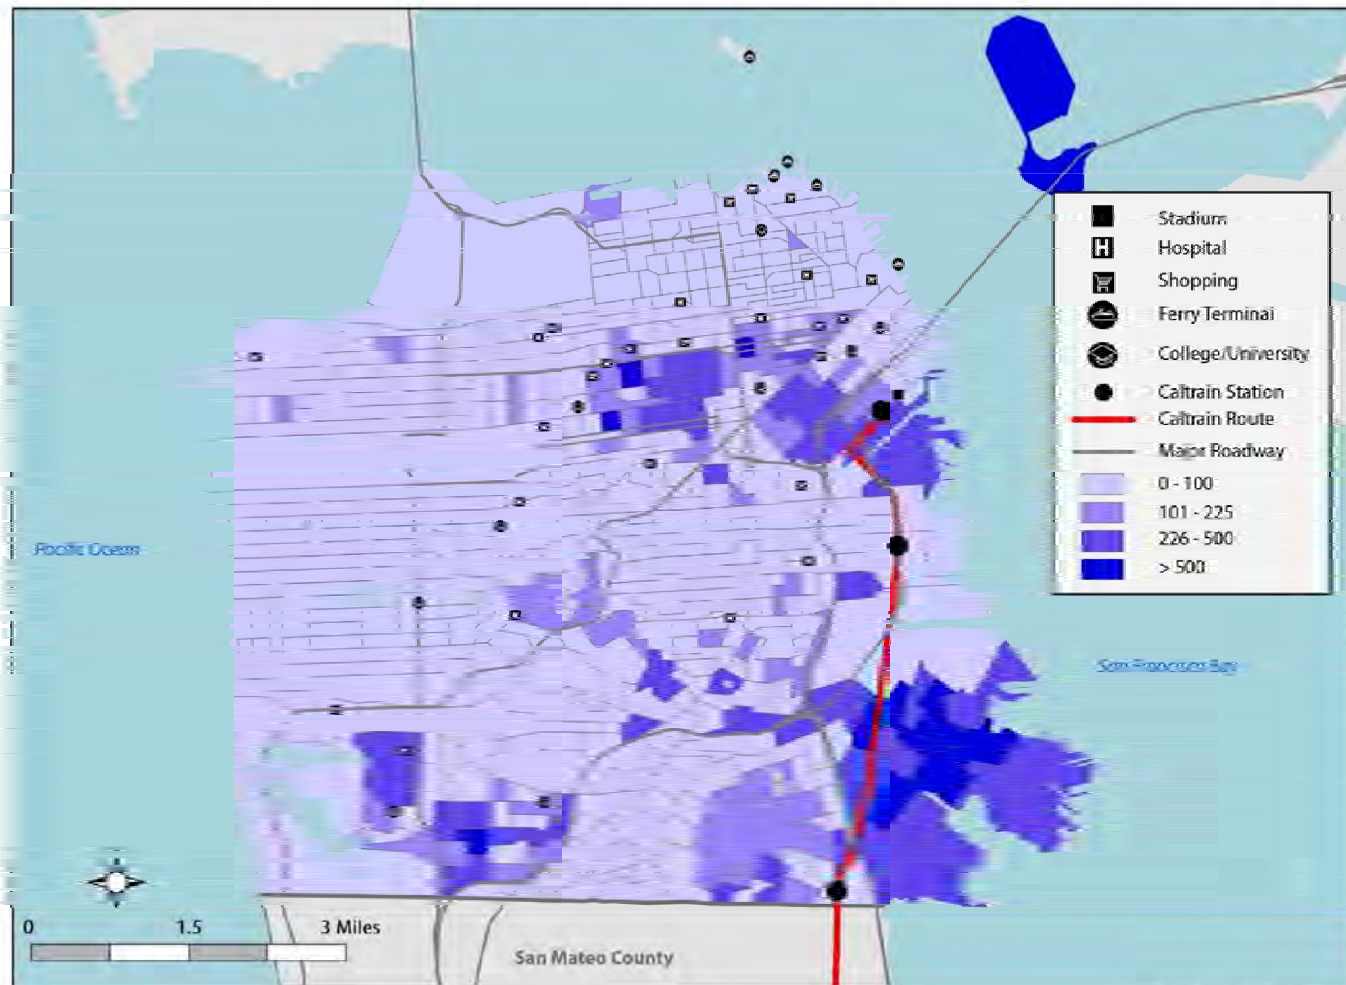 Stadium
Hospital
Shopping
Ferry Terminal
College/University
Caltrain Station
Caltrain Route
Major Roadway
0 - 100
101 - 225
226 - 500
> 500
Pacific Ocean
San Francisco Bay
0 1.5 3 Miles
San Mateo County